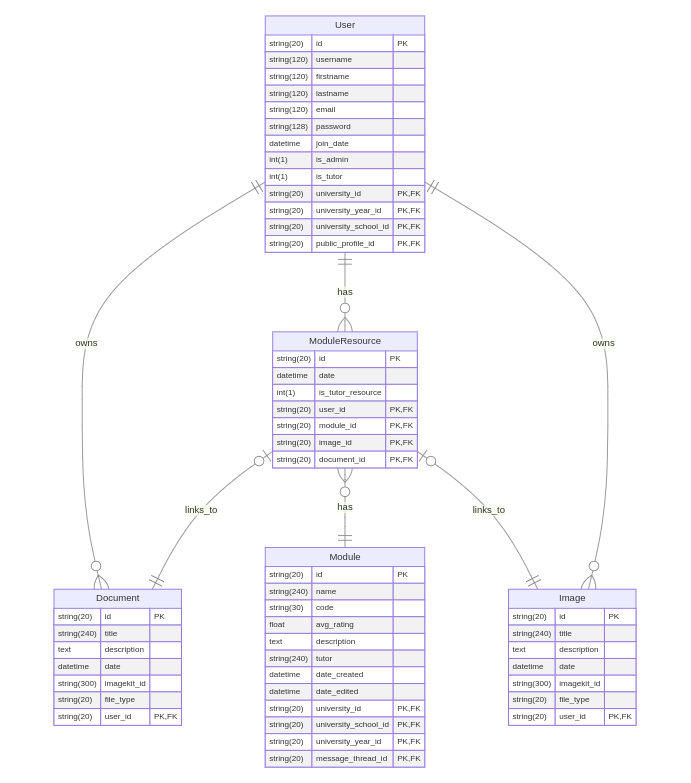 User
string(20) id PK
string(120) username
string(120) firstname
string(120) lastname
string(120) email
string(128) password
datetime join_date
int(1) is_admin
int(1) is_tutor
string(20) university_id PK,FK
string(20) university_year_id PK,FK
string(20) university_school_id PK,FK
string(20) public_profile_id PK,FK
has
owns
owns
ModuleResource
string(20) id PK
datetime date
int(1) is_tutor_resource
string(20) user_id PK,FK
string(20) module_id PK,FK
string(20) image_id PK,FK
string(20) document_id PK,FK
links_to
has
links_to
Document
string(20) id PK
string(240) title
text description
datetime date
string(300) imagekit_id
string(20) file_type
string(20) user_id PK,FK
Module
string(20) id PK
string(240) name
string(30) code
float avg_rating
text description
string(240) tutor
datetime date_created
datetime date_edited
string(20) university_id PK,FK
string(20) university_school_id PK,FK
string(20) university_year_id PK,FK
string(20) message_thread_id PK,FK
Image
string(20) id PK
string(240) title
text description
datetime date
string(300) imagekit_id
string(20) file_type
string(20) user_id PK,FK